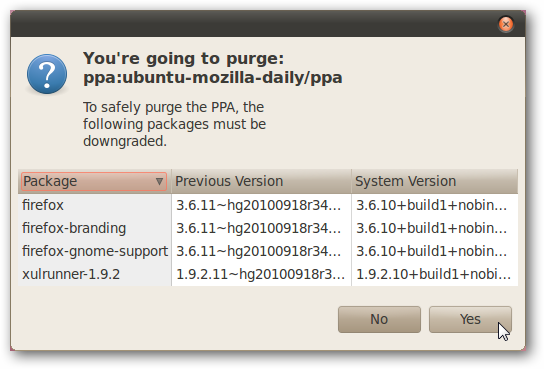 You're going to purge:
ppa:ubuntu-mozilla-daily/ppa
To safely purge the PPA, the
following packages must be
downgraded.
Package Previous Version System Version
firefox 3.6.11~hg20100918r34... 3.6.10+build1+nobin...
firefox-branding 3.6.11~hg20100918r34... 3.6.10+build1+nobin...
firefox-gnome-support 3.6.11~hg20100918r34... 3.6.10+build1+nobin...
xulrunner-1.9.2 1.9.2.11~hg20100918r3... 1.9.2.10+build1+nobi...
No Yes